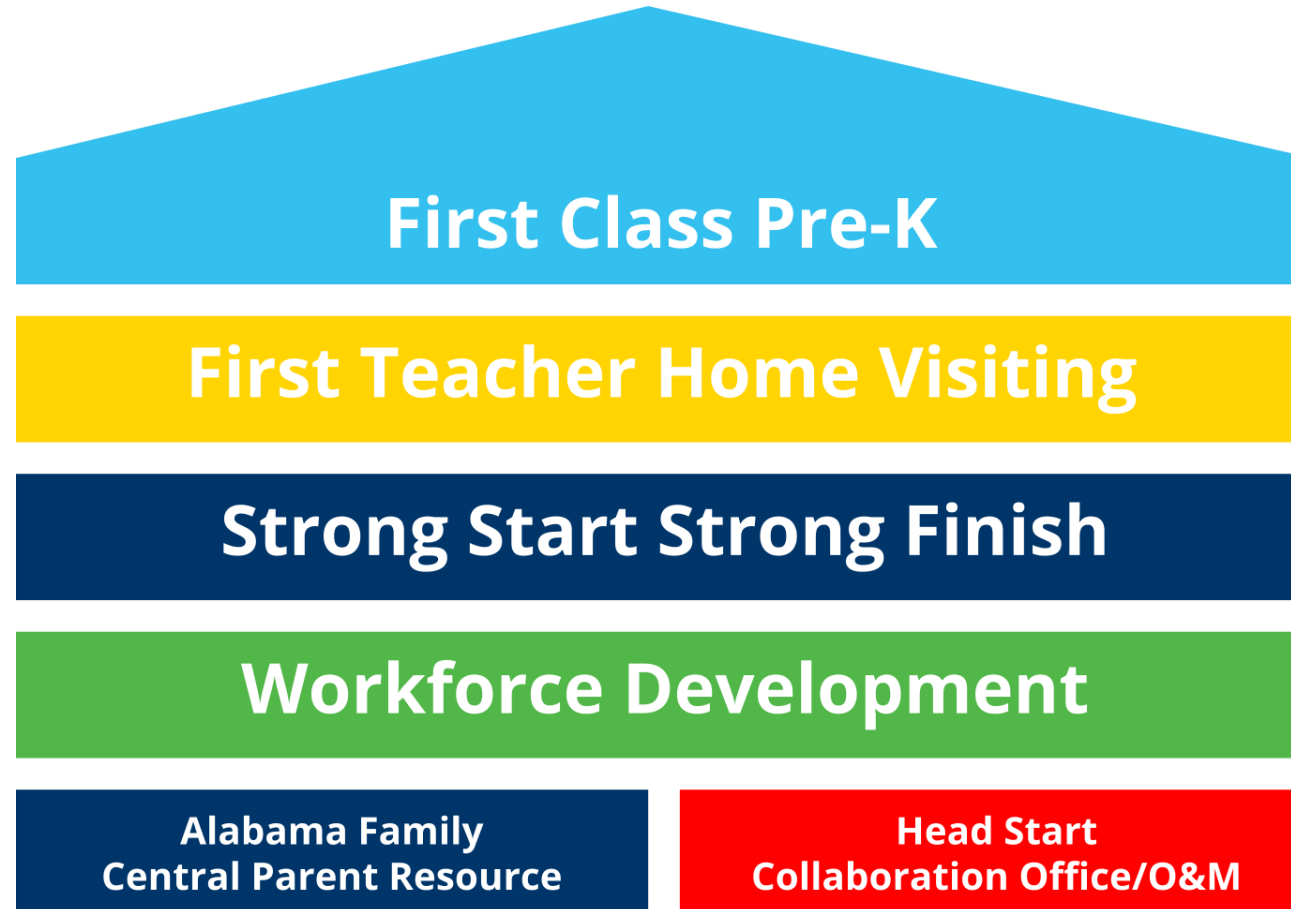 First Class Pre-K
First Teacher Home Visiting
Strong Start Strong Finish
Workforce Development
Alabama Family
Central Parent Resource
Head Start
Collaboration Office/O&M